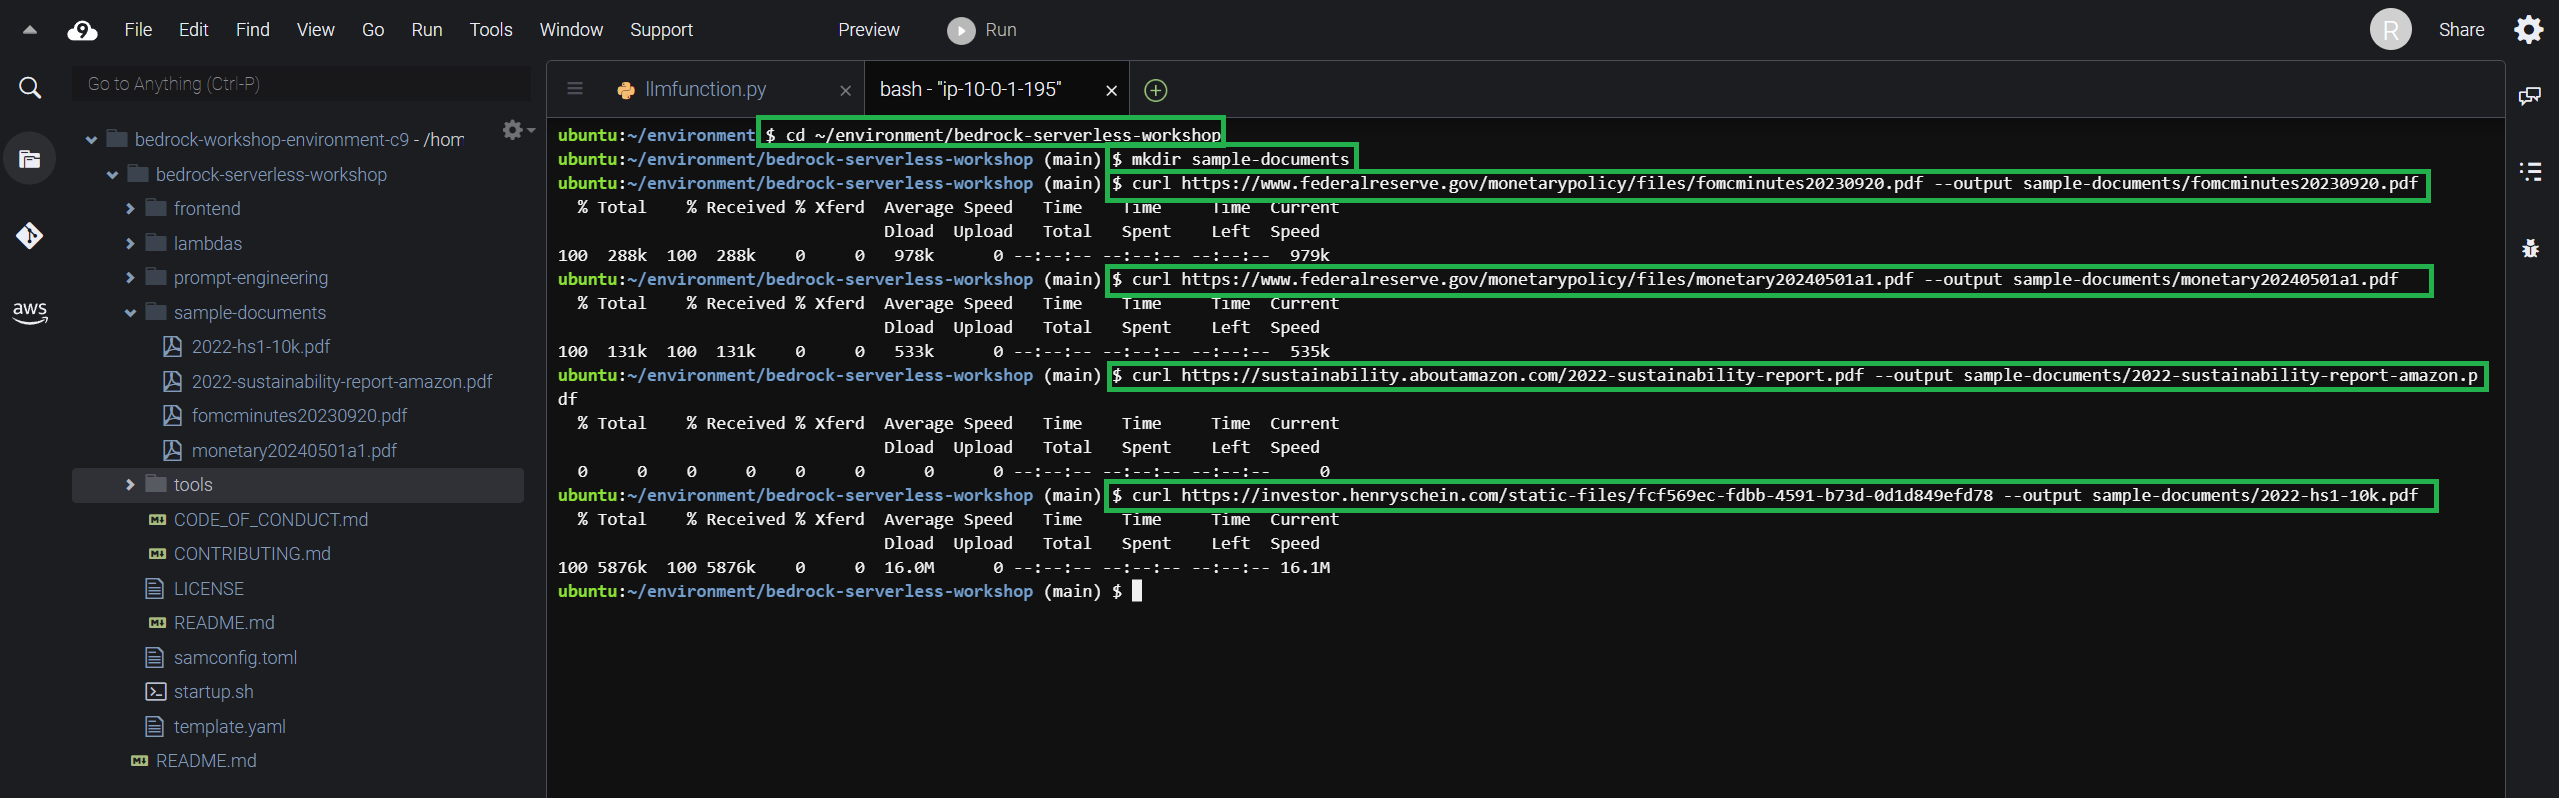 File Edit Find View Go Run Tools Window Support Preview Run R Share
Go to Anything (Ctrl-P)
llmfunction.py
bash - "ip-10-0-1-195"
aws
bedrock-workshop-environment-c9 - /hom
bedrock-serverless-workshop
frontend
lambdas
prompt-engineering
sample-documents
2022-hs1-10k.pdf
2022-sustainability-report-amazon.pdf
fomcminutes20230920.pdf
monetary20240501a1.pdf
tools
CODE_OF_CONDUCT.md
CONTRIBUTING.md
LICENSE
README.md
samconfig.toml
startup.sh
template.yaml
README.md
ubuntu:~/environment $ cd ~/environment/bedrock-serverless-workshop
ubuntu:~/environment/bedrock-serverless-workshop (main) $ mkdir sample-documents
ubuntu:~/environment/bedrock-serverless-workshop (main) $ curl https://www.federalreserve.gov/monetarypolicy/files/fomcminutes20230920.pdf --output sample-documents/fomcminutes20230920.pdf
% Total % Received % Xferd Average Speed Time Time Time Current
Dload Upload Total Spent Left Speed
100 288k 100 288k 0 0 978k 0 --:--:-- --:--:-- --:--:-- 979k
ubuntu:~/environment/bedrock-serverless-workshop (main) $ curl https://www.federalreserve.gov/monetarypolicy/files/monetary20240501a1.pdf --output sample-documents/monetary20240501a1.pdf
% Total % Received % Xferd Average Speed Time Time Time Current
Dload Upload Total Spent Left Speed
100 131k 100 131k 0 0 533k 0 --:--:-- --:--:-- --:--:-- 535k
ubuntu:~/environment/bedrock-serverless-workshop (main) $ curl https://sustainability.aboutamazon.com/2022-sustainability-report.pdf --output sample-documents/2022-sustainability-report-amazon.p
df
% Total % Received % Xferd Average Speed Time Time Time Current
Dload Upload Total Spent Left Speed
0 0 0 0 0 0 0 0 --:--:-- --:--:-- --:--:-- 0
ubuntu:~/environment/bedrock-serverless-workshop (main) $ curl https://investor.henryschein.com/static-files/fcf569ec-fdbb-4591-b73d-0d1d849efd78 --output sample-documents/2022-hs1-10k.pdf
% Total % Received % Xferd Average Speed Time Time Time Current
Dload Upload Total Spent Left Speed
100 5876k 100 5876k 0 0 16.0M 0 --:--:-- --:--:-- --:--:-- 16.1M
ubuntu:~/environment/bedrock-serverless-workshop (main) $